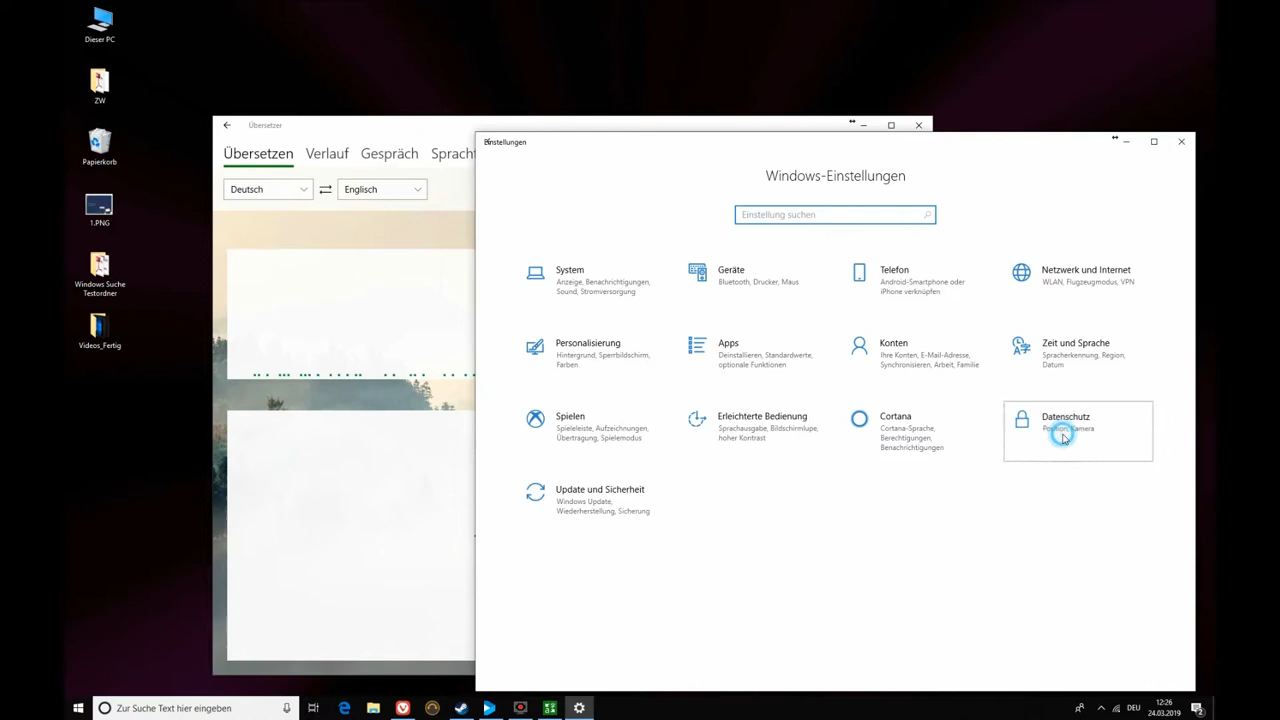 Dieser PC
ZW
Papierkorb
1.PNG
Windows Suche
Testordner
Videos_Fertig
Übersetzer
Übersetzen Verlauf Gespräch
Deutsch Englisch
Einstellungen
Windows-Einstellungen
Einstellung suchen
System
Anzeige, Benachrichtigungen,
Sound, Stromversorgung
Geräte
Bluetooth, Drucker, Maus
Telefon
Android-Smartphone oder
iPhone verknüpfen
Netzwerk und Internet
WLAN, Flugzeugmodus, VPN
Personalisierung
Hintergrund, Sperrbildschirm,
Farben
Apps
Deinstallieren, Standardwerte,
optionale Funktionen
Konten
Ihre Konten, E-Mail-Adresse,
Synchronisieren, Arbeit, Familie
Zeit und Sprache
Spracherkennung, Region,
Datum
Spielen
Spieleleiste, Aufzeichnungen,
Übertragung, Spielemodus
Erleichterte Bedienung
Sprachausgabe, Bildschirmlupe,
hoher Kontrast
Cortana
Cortana-Sprache,
Berechtigungen,
Benachrichtigungen
Datenschutz
Position, Kamera
Update und Sicherheit
Windows Update,
Wiederherstellung, Sicherung
Zur Suche Text hier eingeben
DEU
12:26
24.03.2019
2